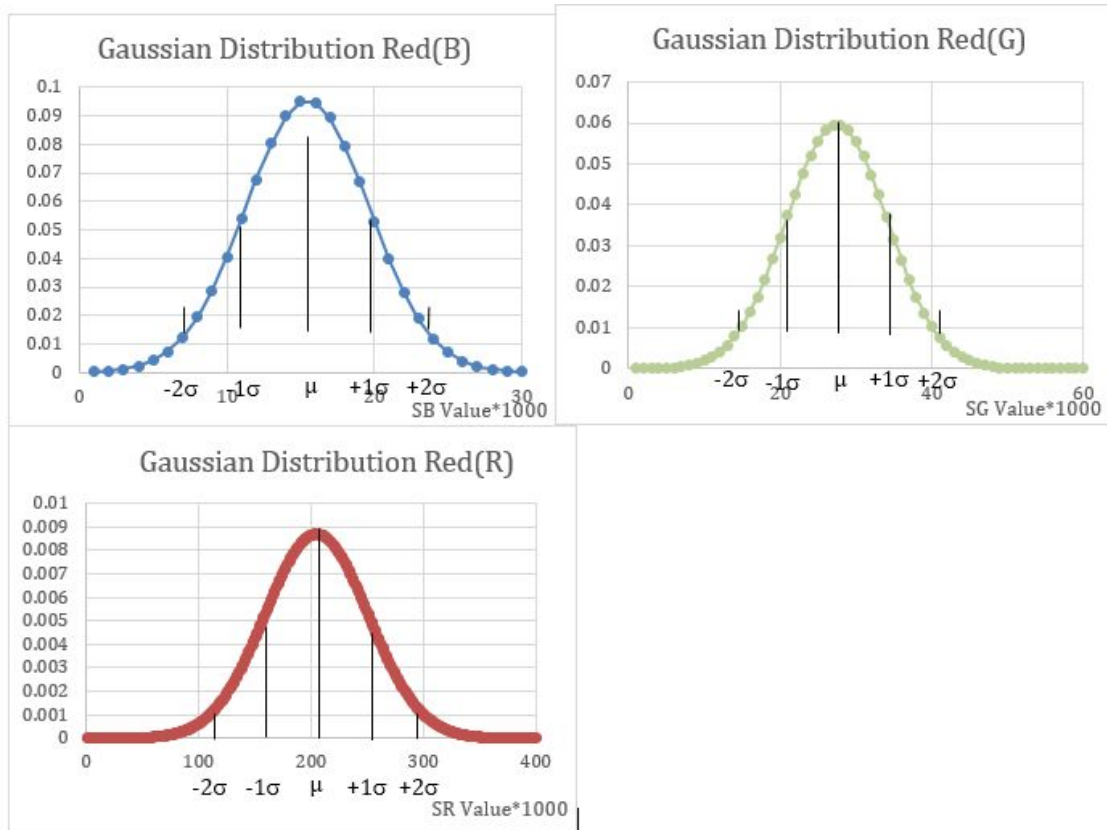 Gaussian Distribution Red(B)
0.1
0.09
0.08
0.07
0.06
0.05
0.04
0.03
0.02
0.01
0
0
10
20
30
-2σ
-1σ
μ
+1σ
+2σ
SB Value*1000
Gaussian Distribution Red(G)
0.07
0.06
0.05
0.04
0.03
0.02
0.01
0
0
20
40
60
-2σ
-1σ
μ
+1σ
+2σ
SG Value*1000
Gaussian Distribution Red(R)
0.01
0.009
0.008
0.007
0.006
0.005
0.004
0.003
0.002
0.001
0
0
100
200
300
400
-2σ
-1σ
μ
+1σ
+2σ
SR Value*1000